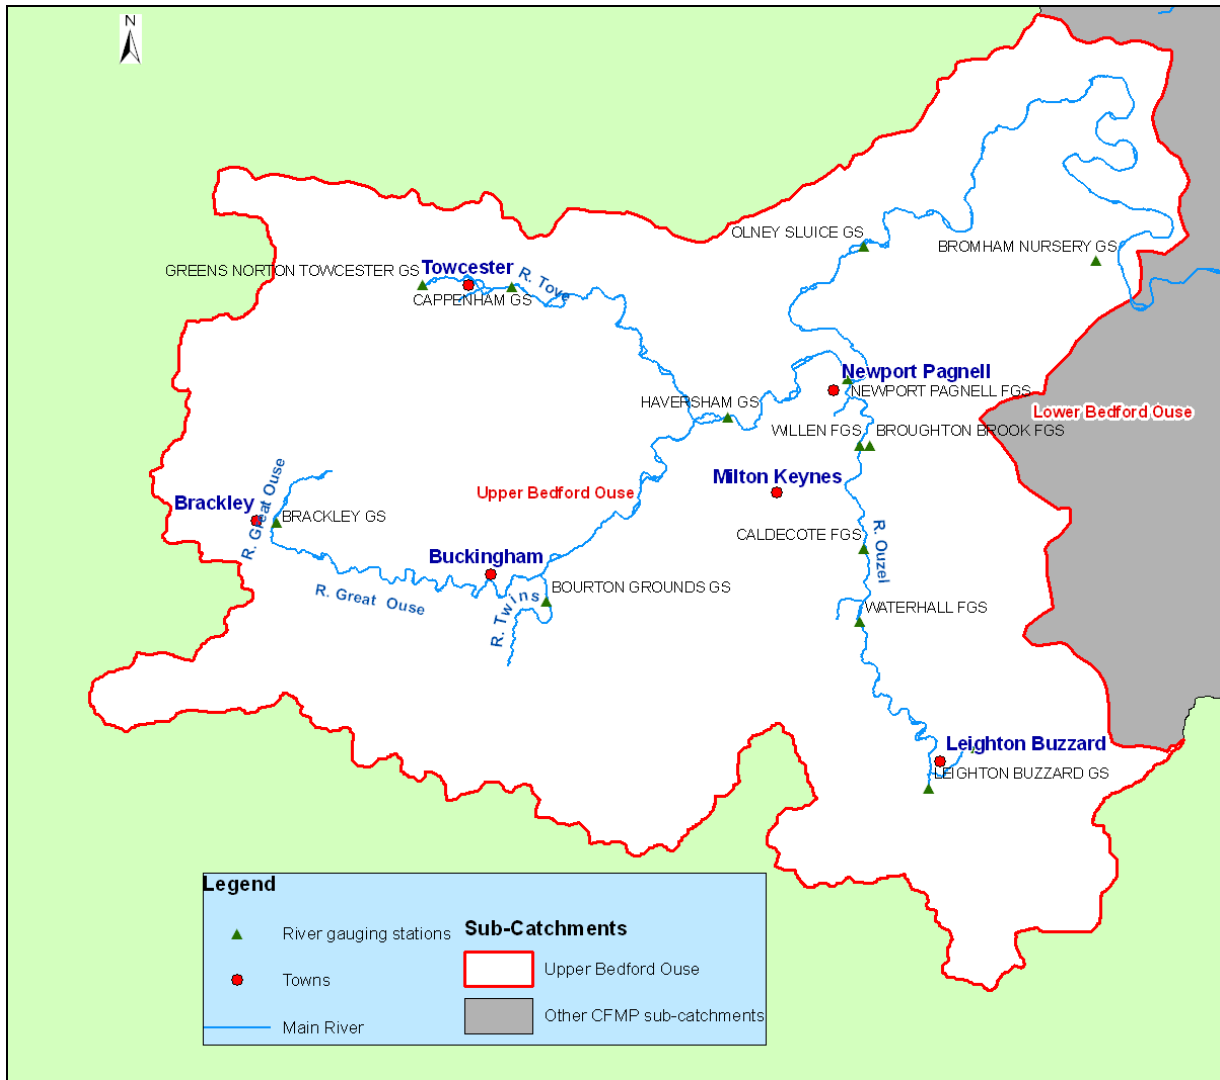 N
OLNEY SLUICE GS
BROMHAM NURSERY GS
GREENS NORTON TOWCESTER GS
Towcester
R. Tove
CAPPENHAM GS
Newport Pagnell
NEWPORT PAGNELL FGS
HAVERSHAM GS
Lower Bedford Ouse
WILLEN FGS
BROUGHTON BROOK FGS
Milton Keynes
Upper Bedford Ouse
R. Great Ouse
Brackley
BRACKLEY GS
CALDECOTE FGS
R. Ouzel
Buckingham
BOURTON GROUNDS GS
R. Great Ouse
R. Twins
WATERHALL FGS
Leighton Buzzard
LEIGHTON BUZZARD GS
Legend
River gauging stations
Towns
Main River
Sub-Catchments
Upper Bedford Ouse
Other CFMP sub-catchments